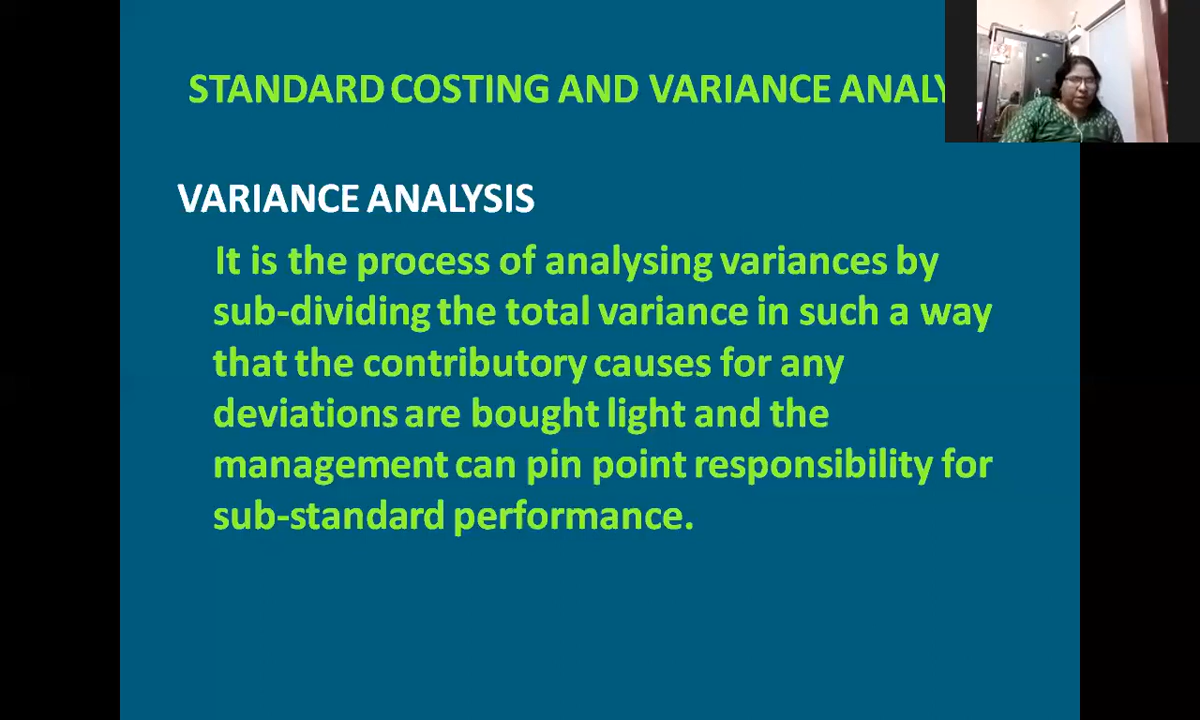 STANDARD COSTING AND VARIANCE ANALY
VARIANCE ANALYSIS
It is the process of analysing variances by
sub-dividing the total variance in such a way
that the contributory causes for any
deviations are bought light and the
management can pin point responsibility for
sub-standard performance.